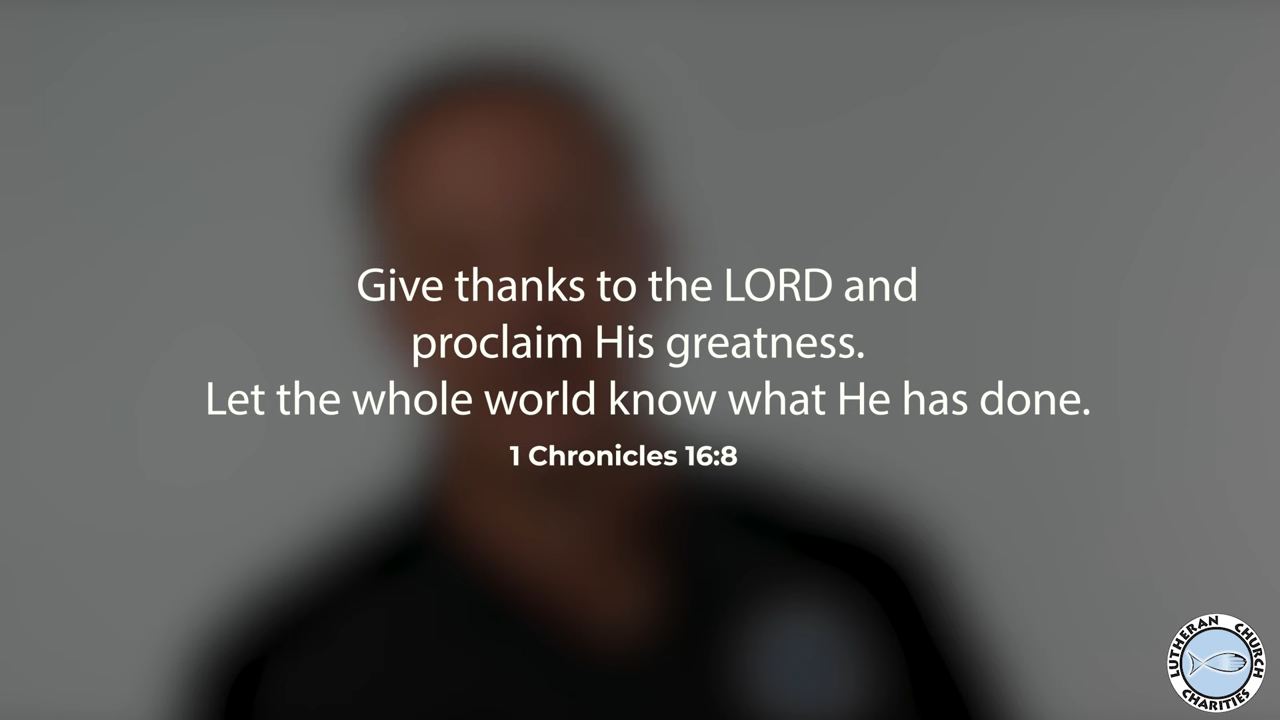 Give thanks to the LORD and
proclaim His greatness.
Let the whole world know what He has done.
1 Chronicles 16:8
LUTHERAN CHURCH
CHARITIES